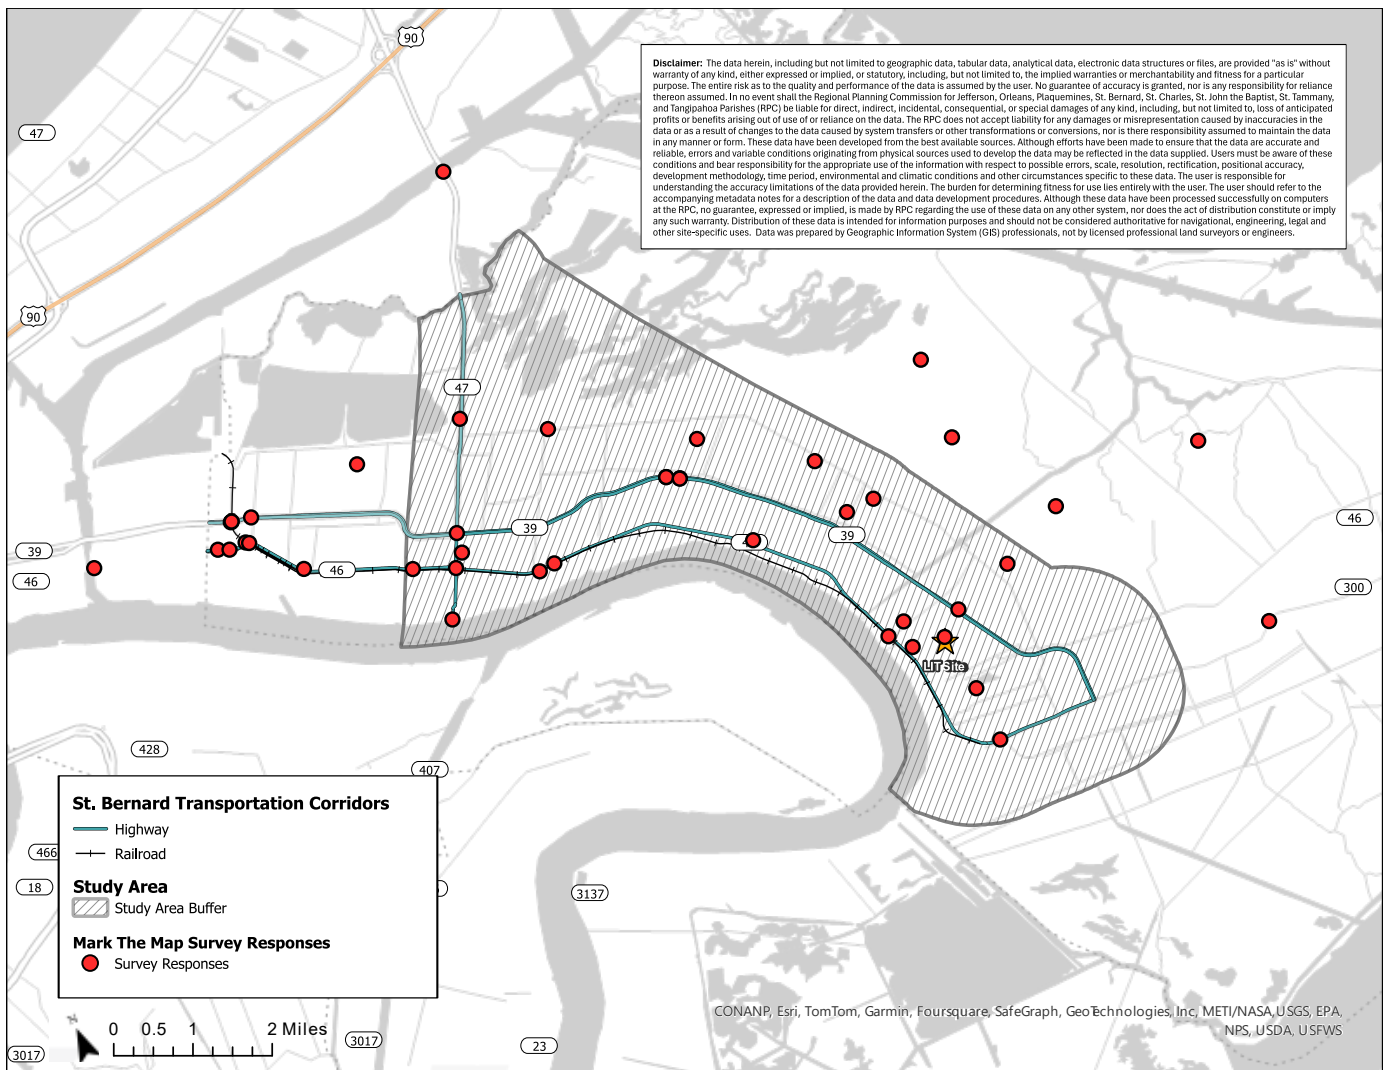 90
Disclaimer: The data herein, including but not limited to geographic data, tabular data, analytical data, electronic data structures or files, are provided "as is" without
warranty of any kind, either expressed or implied, or statutory, including, but not limited to, the implied warranties or merchantability and fitness for a particular
purpose. The entire risk as to the quality and performance of the data is assumed by the user. No guarantee of accuracy is granted, nor is any responsibility for reliance
thereon assumed. In no event shall the Regional Planning Commission for Jefferson, Orleans, Plaquemines, St. Bernard, St. Charles, St. John the Baptist, St. Tammany,
and Tangipahoa Parishes (RPC) be liable for direct, indirect, incidental, consequential, or special damages of any kind, including, but not limited to, loss of anticipated
profits or benefits arising out of use of or reliance on the data. The RPC does not accept liability for any damages or misrepresentation caused by inaccuracies in the
data or as a result of changes to the data caused by system transfers or other transformations or conversions, nor is there responsibility assumed to maintain the data
in any manner or form. These data have been developed from the best available sources. Although efforts have been made to ensure that the data are accurate and
reliable, errors and variable conditions originating from physical sources used to develop the data may be reflected in the data supplied. Users must be aware of these
conditions and bear responsibility for the appropriate use of the information with respect to possible errors, scale, resolution, rectification, positional accuracy,
development methodology, time period, environmental and climatic conditions and other circumstances specific to these data. The user is responsible for
understanding the accuracy limitations of the data provided herein. The burden for determining fitness for use lies entirely with the user. The user should refer to the
accompanying metadata notes for a description of the data and data development procedures. Although these data have been processed successfully on computers
at the RPC, no guarantee, expressed or implied, is made by RPC regarding the use of these data on any other system, nor does the act of distribution constitute or imply
any such warranty. Distribution of these data is intended for information purposes and should not be considered authoritative for navigational, engineering, legal and
other site-specific uses. Data was prepared by Geographic Information System (GIS) professionals, not by licensed professional land surveyors or engineers.
47
90
47
39
39
46
39
46
46
300
LIT Site
428
407
St. Bernard Transportation Corridors
Highway
Railroad
466
Study Area
18
Study Area Buffer
3137
Mark The Map Survey Responses
Survey Responses
CONANP, Esri, TomTom, Garmin, Foursquare, SafeGraph, GeoTechnologies, Inc, METI/NASA, USGS, EPA,
NPS, USDA, USFWS
N
0 0.5 1 2 Miles
3017
3017
23